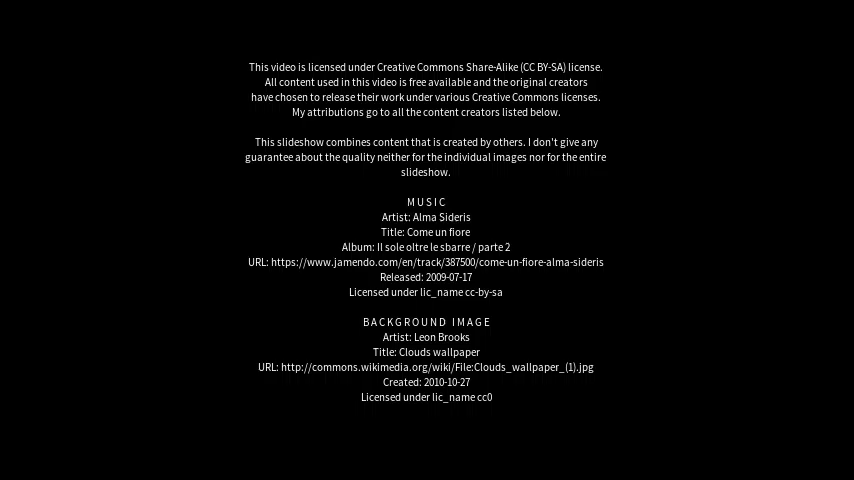 This video is licensed under Creative Commons Share-Alike (CC BY-SA) license.
All content used in this video is free available and the original creators
have chosen to release their work under various Creative Commons licenses.
My attributions go to all the content creators listed below.
This slideshow combines content that is created by others. I don't give any
guarantee about the quality neither for the individual images nor for the entire
slideshow.
MUSIC
Artist: Alma Sideris
Title: Come un fiore
Album: Il sole oltre le sbarre / parte 2
URL: https://www.jamendo.com/en/track/387500/come-un-fiore-alma-sideris
Released: 2009-07-17
Licensed under lic_name cc-by-sa
BACKGROUND IMAGE
Artist: Leon Brooks
Title: Clouds wallpaper
URL: http://commons.wikimedia.org/wiki/File:Clouds_wallpaper_(1).jpg
Created: 2010-10-27
Licensed under lic_name cc0